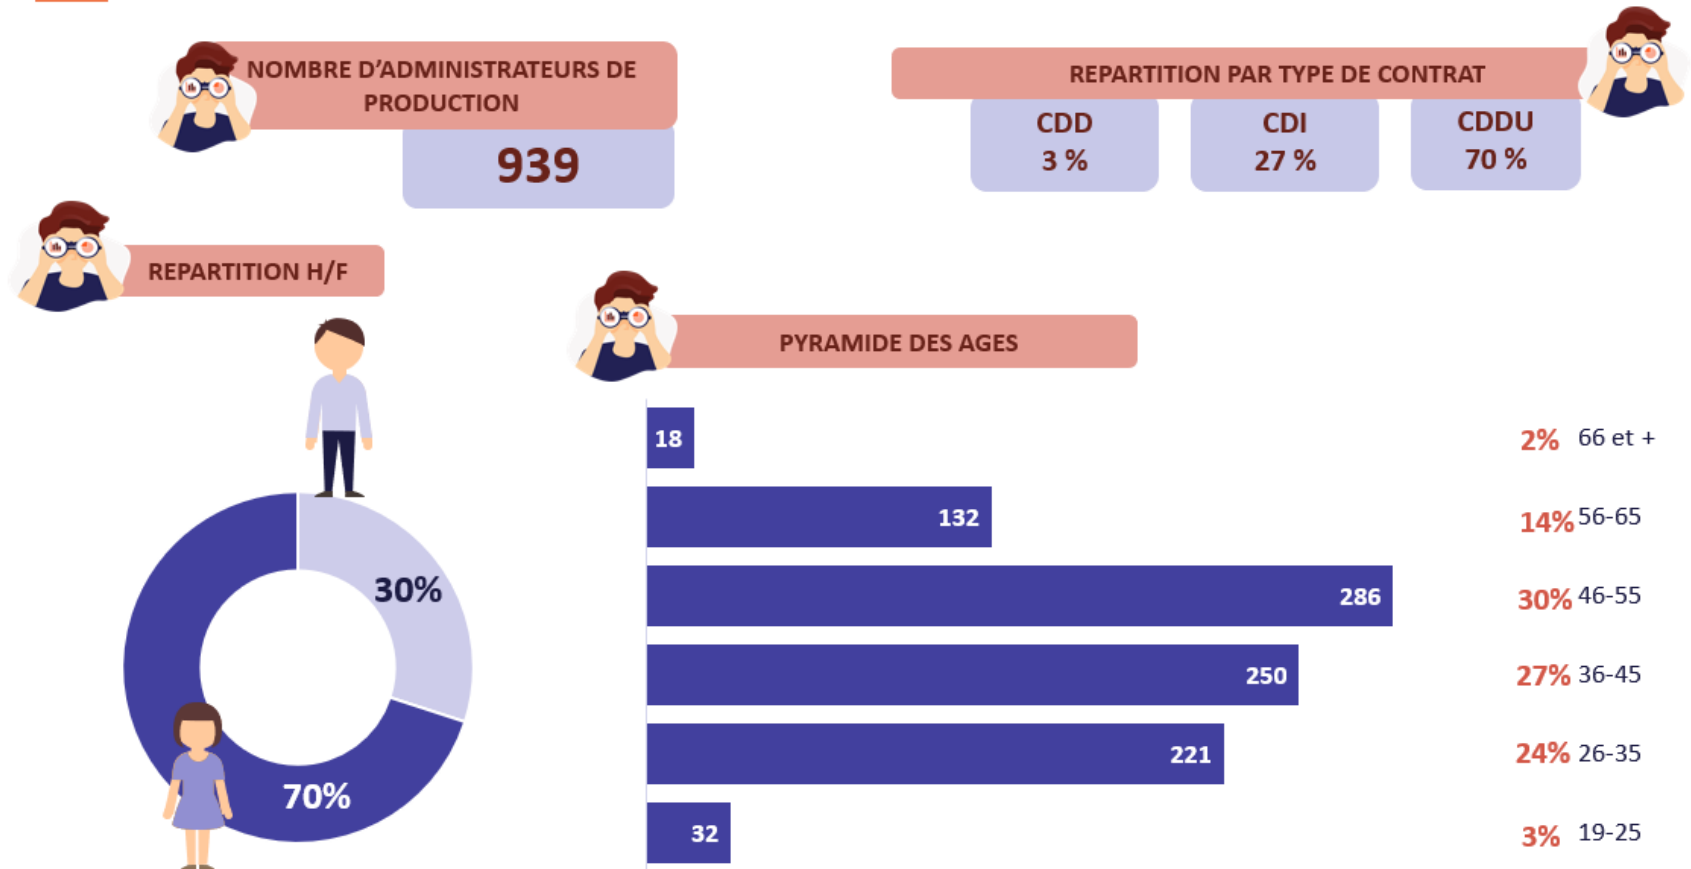 NOMBRE D’ADMINISTRATEURS DE
PRODUCTION
939
REPARTITION PAR TYPE DE CONTRAT
CDD
3 %
CDI
27 %
CDDU
70 %
REPARTITION H/F
30%
70%
PYRAMIDE DES AGES
18 2% 66 et +
132 14% 56-65
286 30% 46-55
250 27% 36-45
221 24% 26-35
32 3% 19-25